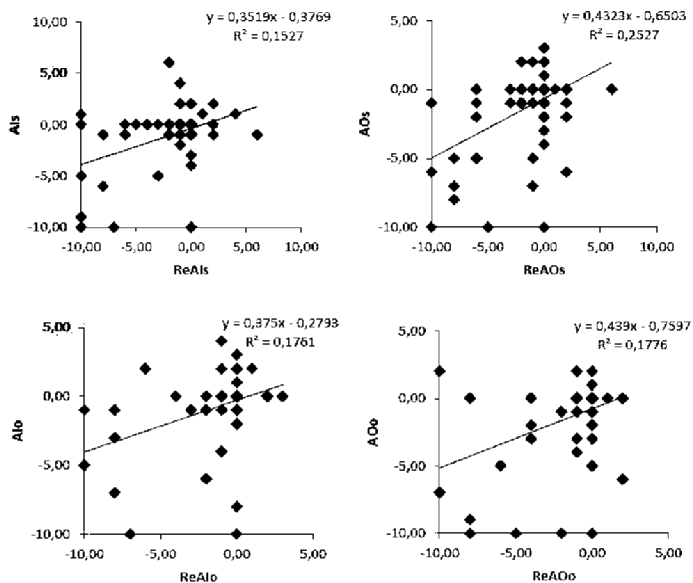 y = 0,3519x - 0,3769
R² = 0,1527
10,00
5,00
0,00
-5,00
-10,00
AIs
-10,00 -5,00 0,00 5,00 10,00
ReAIs
y = 0,4323x - 0,6503
R² = 0,2527
5,00
0,00
-5,00
-10,00
AOs
-10,00 -5,00 0,00 5,00 10,00
ReAOs
y = 0,375x - 0,2793
R² = 0,1761
5,00
0,00
-5,00
-10,00
AIo
-10,00 -5,00 0,00 5,00
ReAIo
y = 0,439x - 0,7597
R² = 0,1776
5,00
0,00
-5,00
-10,00
AOo
-10,00 -5,00 0,00 5,00
ReAOo